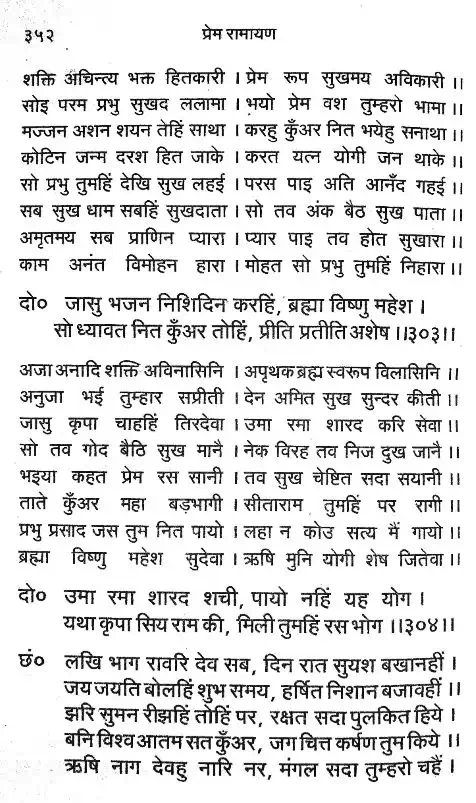 ३५२ प्रेम रामायण
शक्ति अचिन्त्य भक्त हितकारी । प्रेम रूप सुखमय अविकारी ।।
सोइ परम प्रभु सुखद ललामा । भयो प्रेम वश तुम्हरो भामा ।।
मज्जन अशन शयन तेहिं साथा । करहु कुँअर नित भयेहु सनाथा ।।
कोटिन जन्म दरश हित जाके । करत यत्न योगी जन थाके ।।
सो प्रभु तुमहिं देखि सुख लहई । परस पाइ अति आनँद गहई ।।
सब सुख धाम सबहिं सुखदाता । सो तव अंक बैठ सुख पाता ।।
अमृतमय सब प्राणिन प्यारा । प्यार पाइ तव होत सुखारा ।।
काम अनंत विमोहन हारा । मोहत सो प्रभु तुमहिं निहारा ।।
दो० जासु भजन निशिदिन करहिं, ब्रह्मा विष्णु महेश ।
सो ध्यावत नित कुँअर तोहिं, प्रीति प्रतीति अशेष ।।३०३।।
अजा अनादि शक्ति अविनासिनि । अपृथक ब्रह्म स्वरूप विलासिनि ।।
अनुजा भई तुम्हार सप्रीती । देन अमित सुख सुन्दर कीती ।।
जासु कृपा चाहहिं तिरदेवा । उमा रमा शारद करि सेवा ।।
सो तव गोद बैठि सुख मानै । नेक विरह तव निज दुख जानै ।।
भइया कहत प्रेम रस सानी । तव सुख चेष्टित सदा सयानी ।।
ताते कुँअर महा बड़भागी । सीताराम तुमहिं पर रागी ।।
प्रभु प्रसाद जस तुम नित पायो । लहा न कोउ सत्य मैं गायो ।।
ब्रह्मा विष्णु महेश सुदेवा । ऋषि मुनि योगी शेष जितेवा ।।
दो० उमा रमा शारद शची, पायो नहिं यह योग ।
यथा कृपा सिय राम की, मिली तुमहिं रस भोग ।।३०४।।
छं० लखि भाग रावरि देव सब, दिन रात सुयश बखानहीं ।
जय जयति बोलहिं शुभ समय, हर्षित निशान बजावहीं ।।
झरि सुमन रीझहिं तोहिं पर, रक्षत सदा पुलकित हिये ।
बनि विश्व आतम सत कुँअर, जग चित्त कर्षण तुम किये ।।
ऋषि नाग देवहु नारि नर, मंगल सदा तुम्हरो चहैं ।